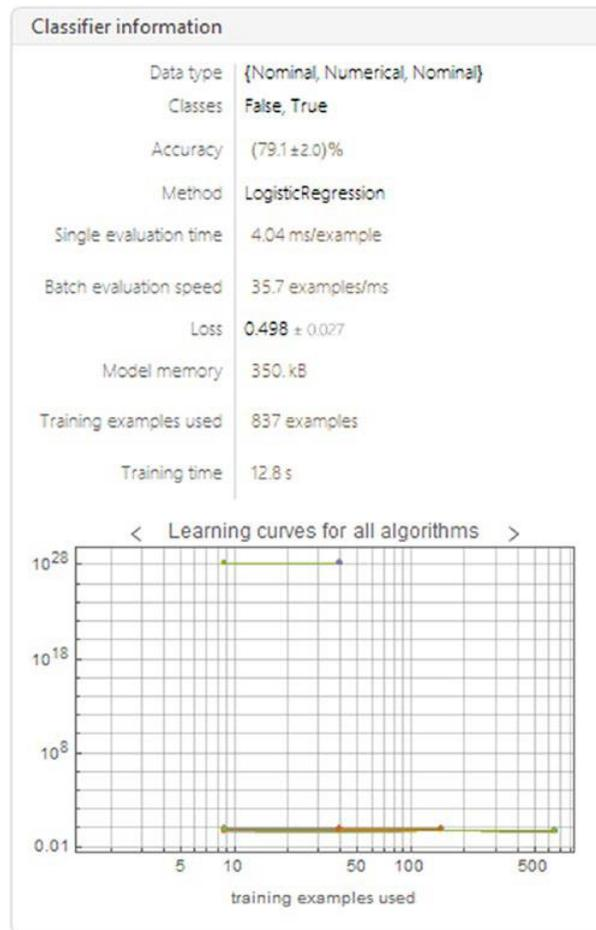 Classifier information
Data type {Nominal, Numerical, Nominal}
Classes False, True
Accuracy (79.1±2.0)%
Method LogisticRegression
Single evaluation time 4.04 ms/example
Batch evaluation speed 35.7 examples/ms
Loss 0.498 ± 0.027
Model memory 350. kB
Training examples used 837 examples
Training time 12.8 s
< Learning curves for all algorithms >
10^28
10^18
10^8
0.01
5 10 50 100 500
training examples used